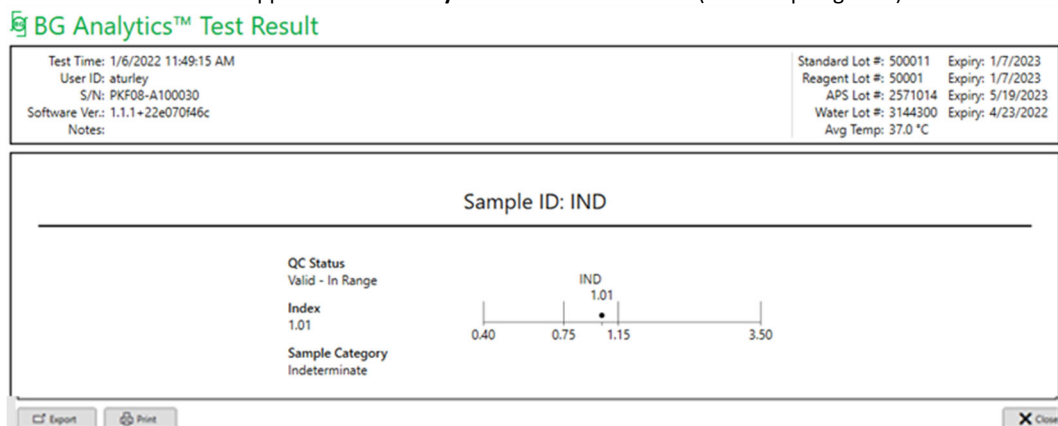 BG Analytics™ Test Result
Test Time: 1/6/2022 11:49:15 AM
User ID: aturley
S/N: PKF08-A100030
Software Ver.: 1.1.1+22e070f46c
Notes:
Standard Lot #: 500011 Expiry: 1/7/2023
Reagent Lot #: 50001 Expiry: 1/7/2023
APS Lot #: 2571014 Expiry: 5/19/2023
Water Lot #: 3144300 Expiry: 4/23/2022
Avg Temp: 37.0 °C
Sample ID: IND
QC Status
Valid - In Range
Index
1.01
Sample Category
Indeterminate
IND
1.01
0.40 0.75 1.15 3.50
Export Print Close